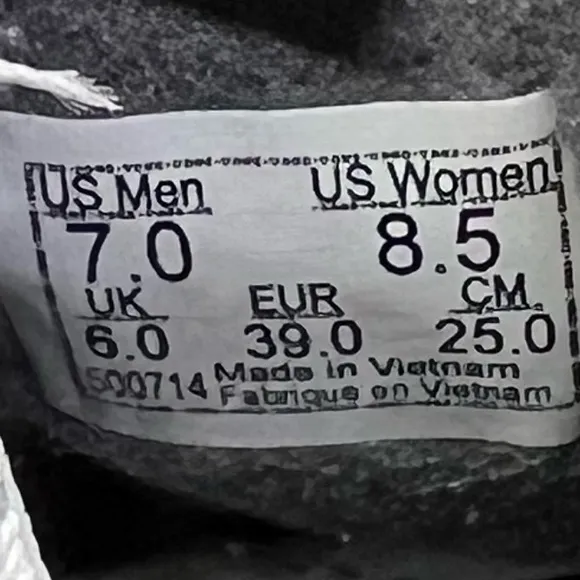 US Men US Women
7.0 8.5
UK EUR CM
6.0 39.0 25.0
500714 Made in Vietnam
Fabrique en Vietnam